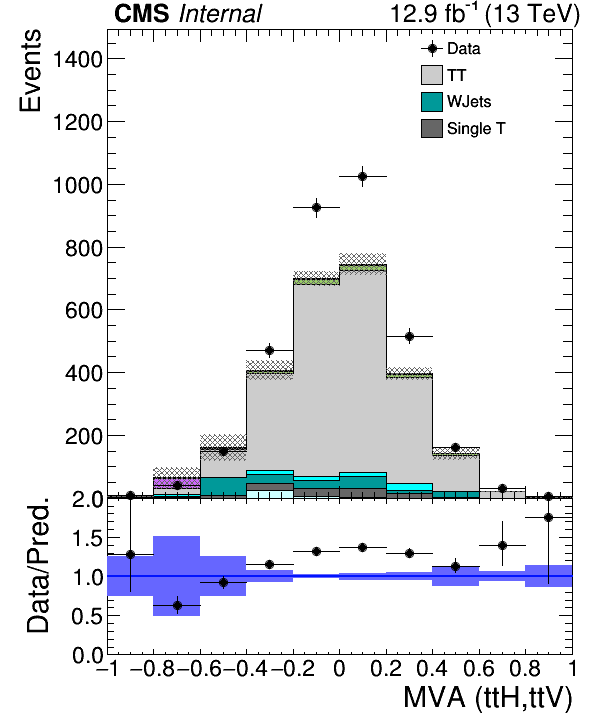 CMS Internal 12.9 fb-1 (13 TeV)
Events
1400
1200
1000
800
600
400
200
Data
TT
WJets
Single T
Data/Pred.
2.0
1.5
1.0
0.5
0.0
−1 −0.8 −0.6 −0.4 −0.2 0 0.2 0.4 0.6 0.8 1
MVA (ttH,ttV)